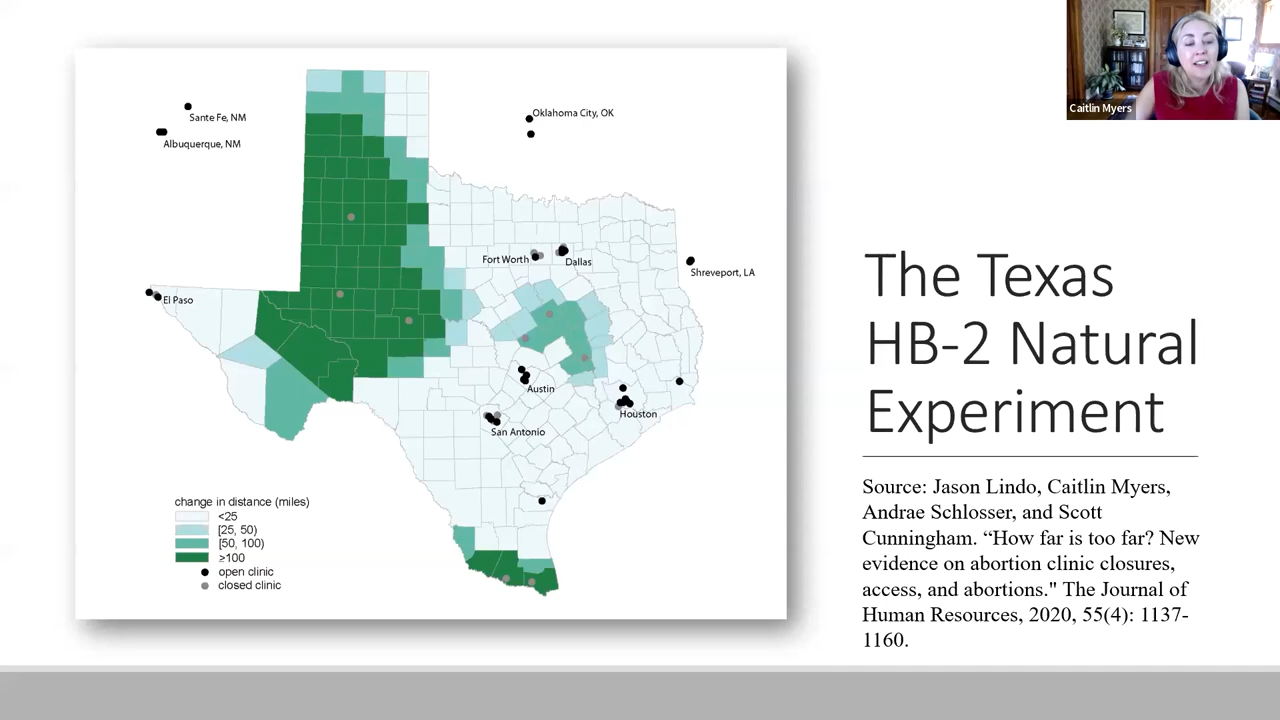 Caitlin Myers
Sante Fe, NM
Albuquerque, NM
Oklahoma City, OK
Fort Worth
Dallas
Shreveport, LA
El Paso
Austin
Houston
San Antonio
change in distance (miles)
<25
[25, 50)
[50, 100)
≥100
open clinic
closed clinic
The Texas
HB-2 Natural
Experiment
Source: Jason Lindo, Caitlin Myers,
Andrae Schlosser, and Scott
Cunningham. “How far is too far? New
evidence on abortion clinic closures,
access, and abortions." The Journal of
Human Resources, 2020, 55(4): 1137-
1160.